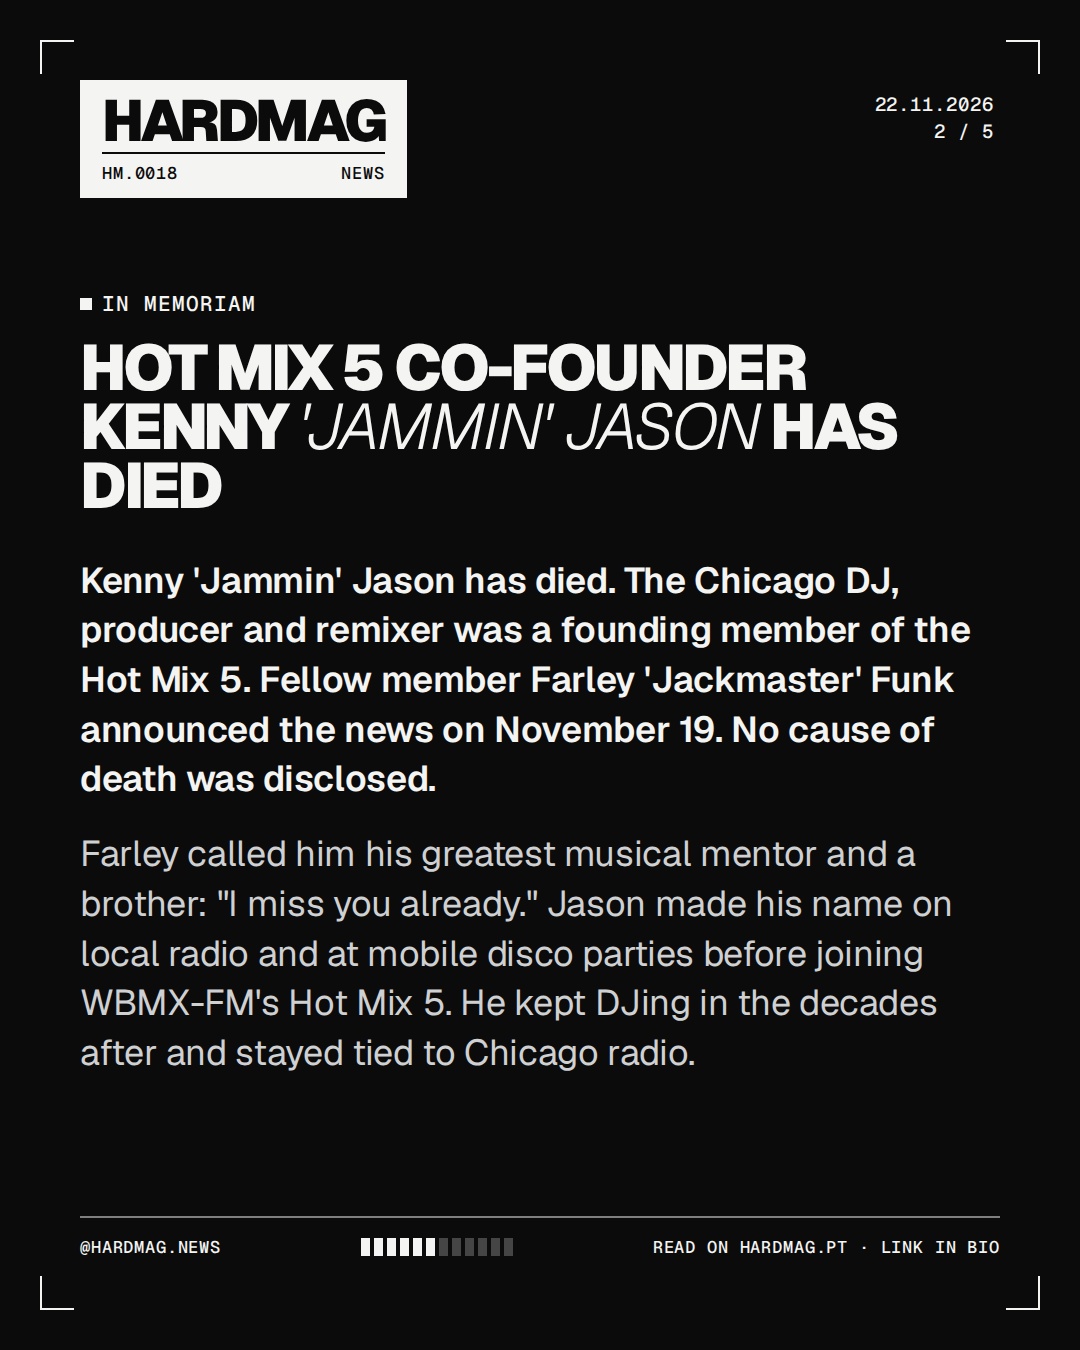 HARDMAG
HM.0018 NEWS
22.11.2026
2 / 5
IN MEMORIAM
HOT MIX 5 CO-FOUNDER
KENNY 'JAMMIN' JASON HAS
DIED
Kenny 'Jammin' Jason has died. The Chicago DJ,
producer and remixer was a founding member of the
Hot Mix 5. Fellow member Farley 'Jackmaster' Funk
announced the news on November 19. No cause of
death was disclosed.
Farley called him his greatest musical mentor and a
brother: "I miss you already." Jason made his name on
local radio and at mobile disco parties before joining
WBMX-FM's Hot Mix 5. He kept DJing in the decades
after and stayed tied to Chicago radio.
@HARDMAG.NEWS
READ ON HARDMAG.PT · LINK IN BIO